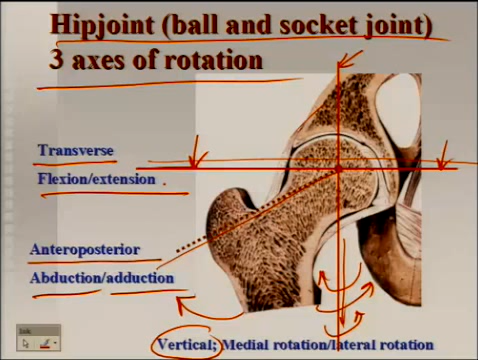 Hipjoint (ball and socket joint)
3 axes of rotation
Transverse
Flexion/extension
Anteroposterior
Abduction/adduction
Vertical; Medial rotation/lateral rotation